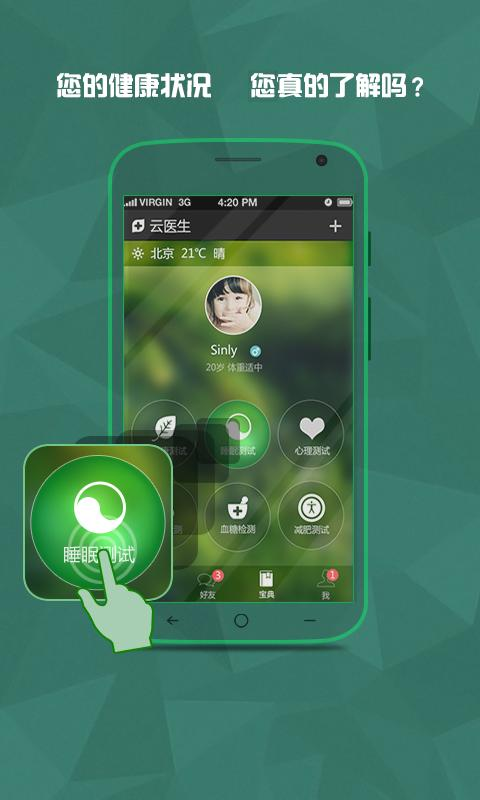 您的健康状况 您真的了解吗？
VIRGIN 3G 4:20 PM
云医生
北京 21℃ 晴
Sinly
20岁 体重适中
测试 睡眠测试 心理测试
测 血糖检测 减肥测试
睡眠测试
3 1
好友 宝典 我